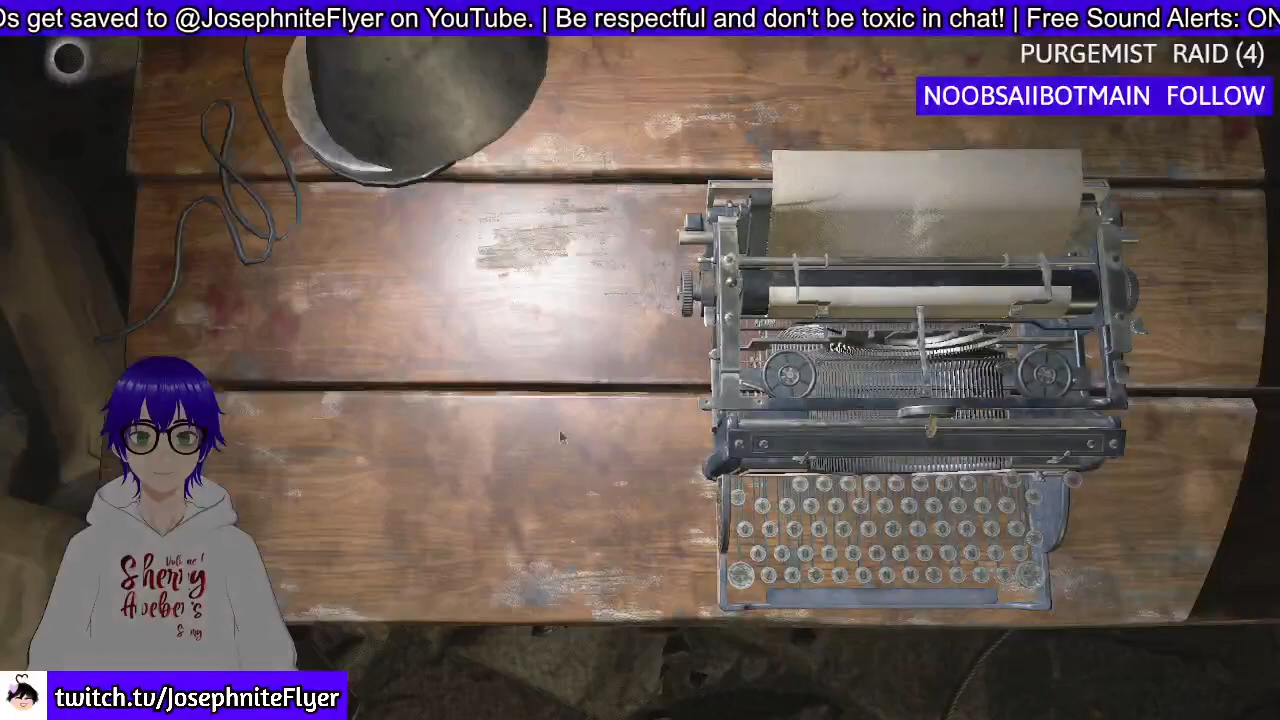 Ds get saved to @JosephniteFlyer on YouTube. | Be respectful and don't be toxic in chat! | Free Sound Alerts: ON
PURGEMIST RAID (4)
NOOBSAIIBOTMAIN FOLLOW
Sherry
twitch.tv/JosephniteFlyer